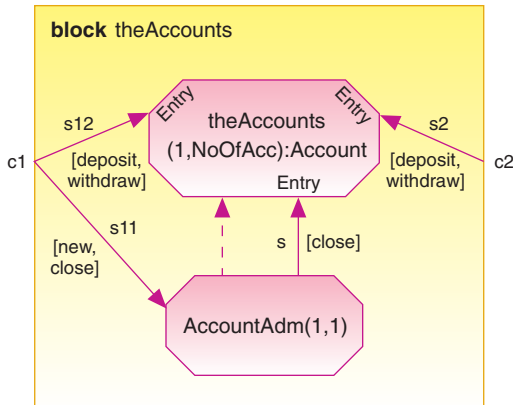 block theAccounts
Entry
Entry
s12
theAccounts
s2
(1,NoOfAcc):Account
[deposit,
withdraw]
[deposit,
withdraw]
c1
c2
Entry
s11
[new,
close]
s
[close]
AccountAdm(1,1)